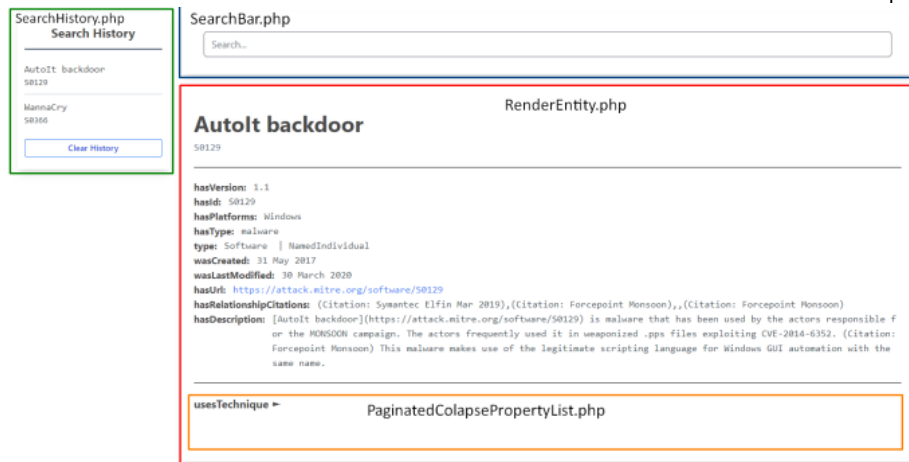 SearchHistory.php
Search History
AutoIt backdoor
S0129
WannaCry
S0366
Clear History
SearchBar.php
Search...
RenderEntity.php
AutoIt backdoor
S0129
hasVersion: 1.1
hasId: S0129
hasPlatforms: Windows
hasType: malware
type: Software | NamedIndividual
wasCreated: 31 May 2017
wasLastModified: 30 March 2020
hasUrl: https://attack.mitre.org/software/S0129
hasRelationshipCitations: (Citation: Symantec Elfin Mar 2019),(Citation: Forcepoint Monsoon),,(Citation: Forcepoint Monsoon)
hasDescription: [AutoIt backdoor](https://attack.mitre.org/software/S0129) is malware that has been used by the actors responsible f
or the MONSOON campaign. The actors frequently used it in weaponized .pps files exploiting CVE-2014-6352. (Citation:
Forcepoint Monsoon) This malware makes use of the legitimate scripting language for Windows GUI automation with the
same name.
usesTechnique ►
PaginatedColapsePropertyList.php